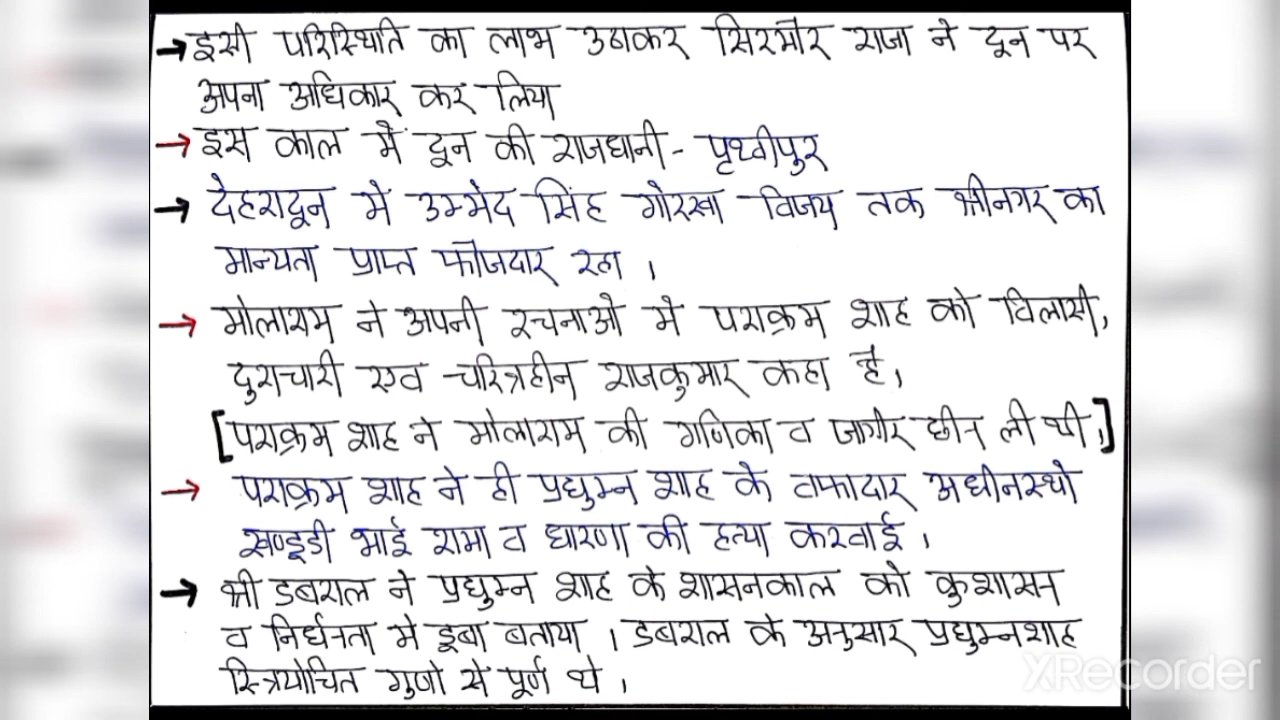 → इसी परिस्थिति का लाभ उठाकर सिरमौर राजा ने दून पर
अपना अधिकार कर लिया
→ इस काल में दून की राजधानी - पृथ्वीपुर
→ देहरादून मे उम्मेद सिंह गोरखा विजय तक श्रीनगर का
मान्यता प्राप्त फौजदार रहा ।
→ मोलाराम ने अपनी रचनाओ मे पराक्रम शाह को विलासी,
दुराचारी एव चरित्रहीन राजकुमार कहा है ।
[पराक्रम शाह ने मोलाराम की गणिका व जागीर छीन ली थी।]
→ पराक्रम शाह ने ही प्रद्युम्न शाह के वफादार अधीनस्थो
खण्डूडी भाई रामा व धारणा की हत्या करवाई ।
→ श्री डबराल ने प्रद्युम्न शाह के शासनकाल को कुशासन
व निर्धनता मे डूबा बताया । डबराल के अनुसार प्रद्युम्नशाह
स्त्रियोचित गुणो से पूर्ण थे ।
XRecorder